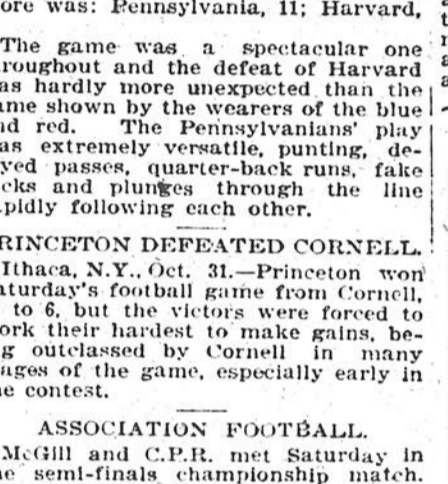 ore was: Pennsylvania, 11; Harvard,
The game was a spectacular one
roughout and the defeat of Harvard
as hardly more unexpected than the
ame shown by the wearers of the blue
nd red. The Pennsylvanians' play
as extremely versatile, punting, de-
yed passes, quarter-back runs, fake
cks and plunges through the line
pidly following each other.
RINCETON DEFEATED CORNELL.
Ithaca, N.Y., Oct. 31.—Princeton won
aturday's football game from Cornell,
to 6, but the victors were forced to
ork their hardest to make gains, be-
g outclassed by Cornell in many
ages of the game, especially early in
e contest.
ASSOCIATION FOOTBALL.
McGill and C.P.R. met Saturday in
e semi-finals championship match.